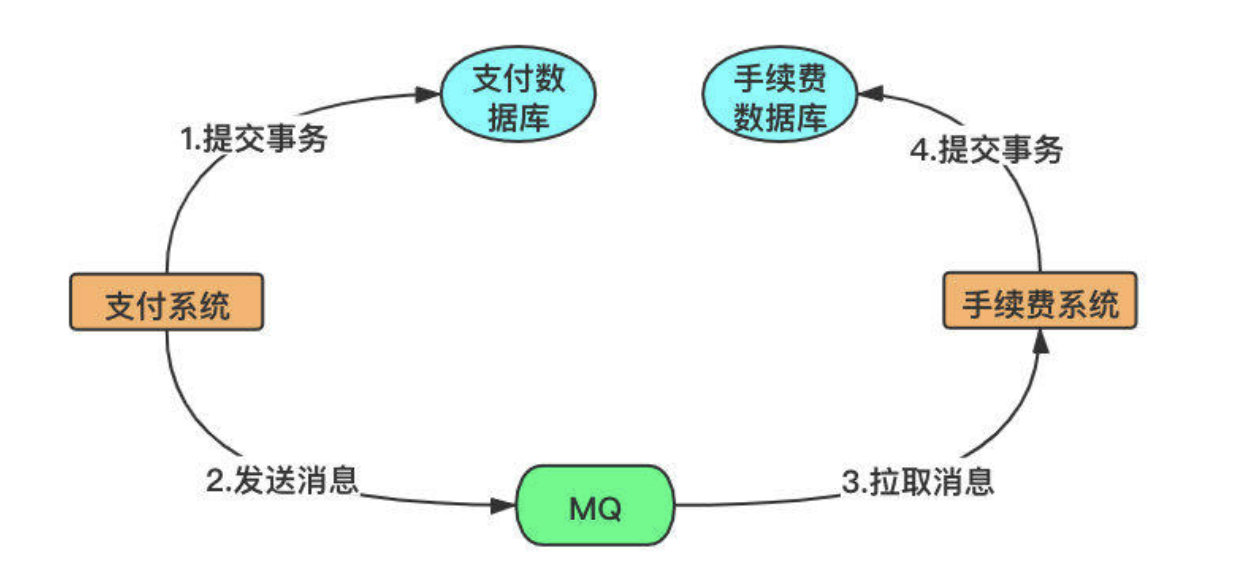 支付数
据库
手续费
数据库
1.提交事务
4.提交事务
支付系统
手续费系统
2.发送消息
3.拉取消息
MQ